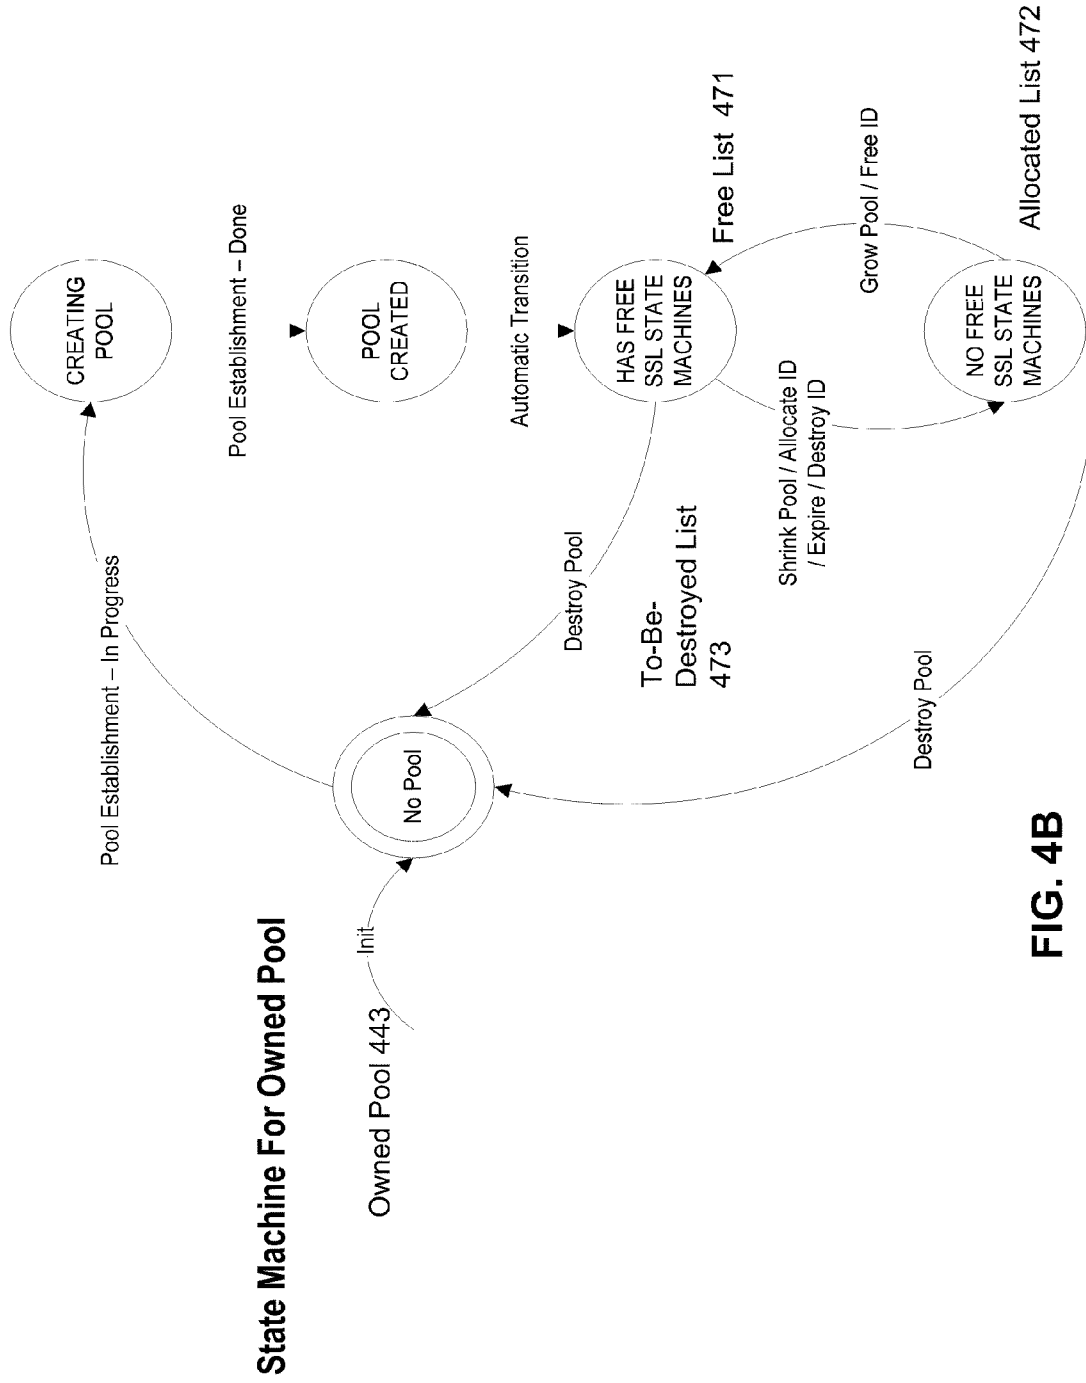 State Machine For Owned Pool
Owned Pool 443
Init
No Pool
Pool Establishment – In Progress
CREATING
POOL
Pool Establishment – Done
POOL
CREATED
Automatic Transition
HAS FREE
SSL STATE
MACHINES
Free List 471
Destroy Pool
To-Be-
Destroyed List
473
Shrink Pool / Allocate ID
/ Expire / Destroy ID
Grow Pool / Free ID
NO FREE
SSL STATE
MACHINES
Allocated List 472
Destroy Pool
FIG. 4B